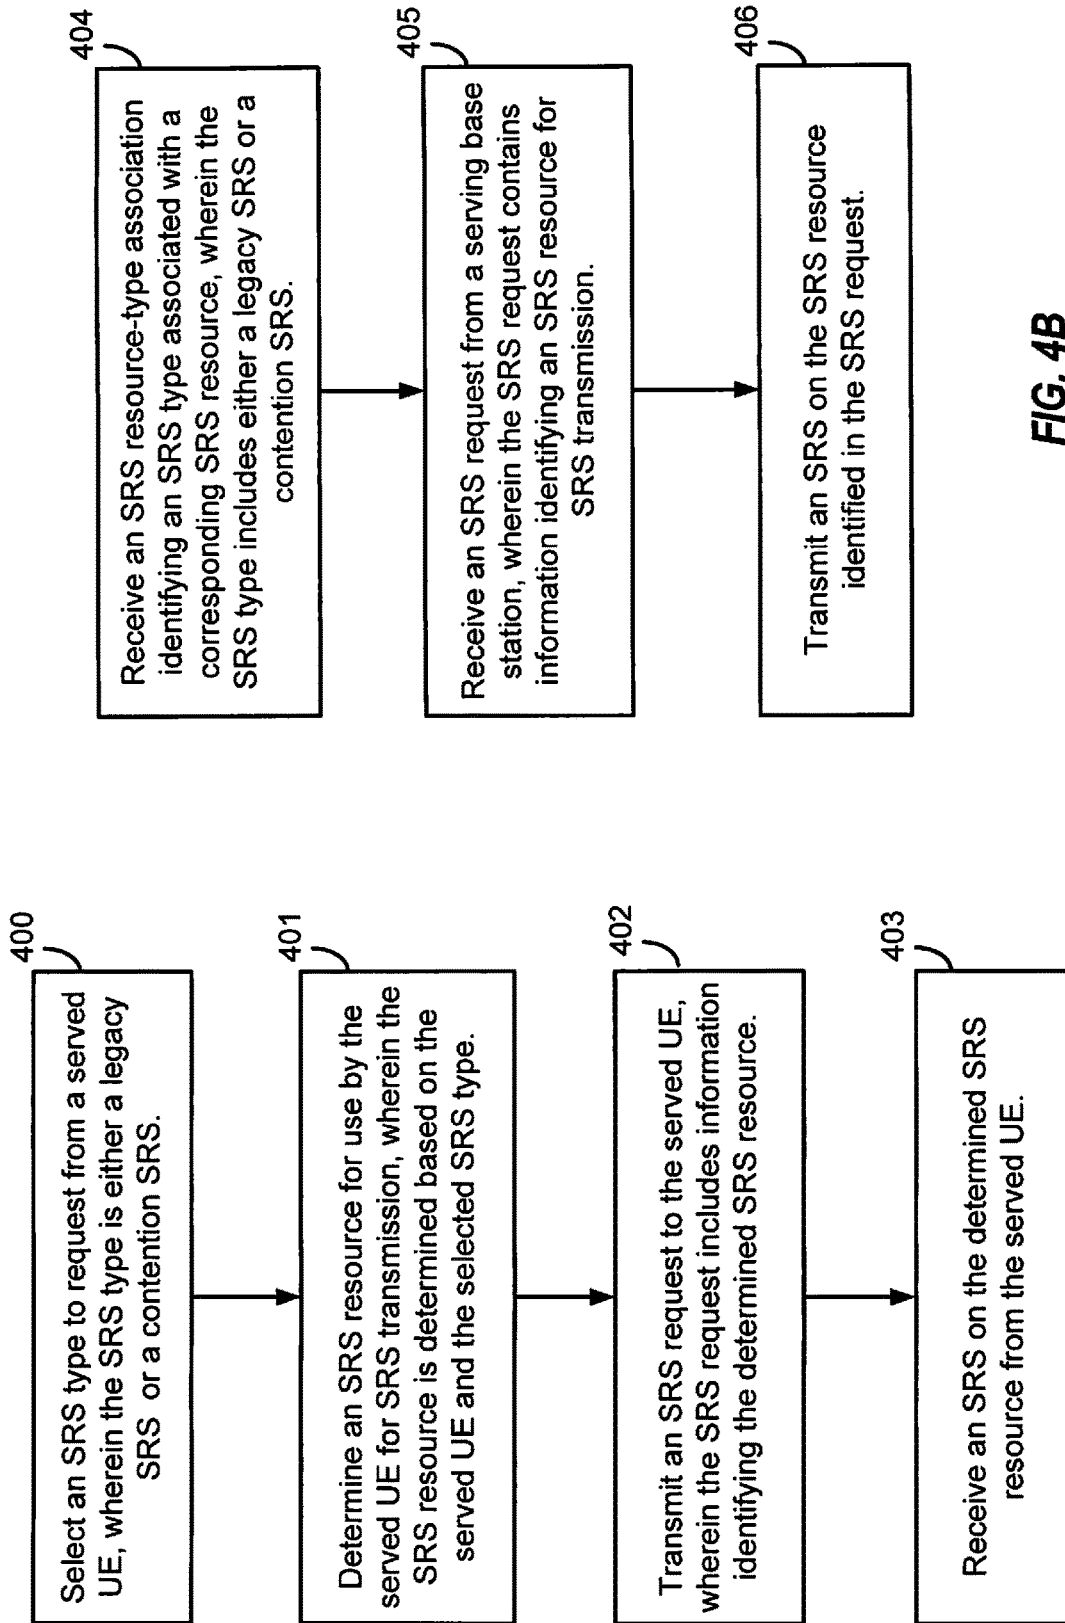 400
Select an SRS type to request from a served
UE, wherein the SRS type is either a legacy
SRS or a contention SRS.
401
Determine an SRS resource for use by the
served UE for SRS transmission, wherein the
SRS resource is determined based on the
served UE and the selected SRS type.
402
Transmit an SRS request to the served UE,
wherein the SRS request includes information
identifying the determined SRS resource.
403
Receive an SRS on the determined SRS
resource from the served UE.
404
Receive an SRS resource-type association
identifying an SRS type associated with a
corresponding SRS resource, wherein the
SRS type includes either a legacy SRS or a
contention SRS.
405
Receive an SRS request from a serving base
station, wherein the SRS request contains
information identifying an SRS resource for
SRS transmission.
406
Transmit an SRS on the SRS resource
identified in the SRS request.
FIG. 4B